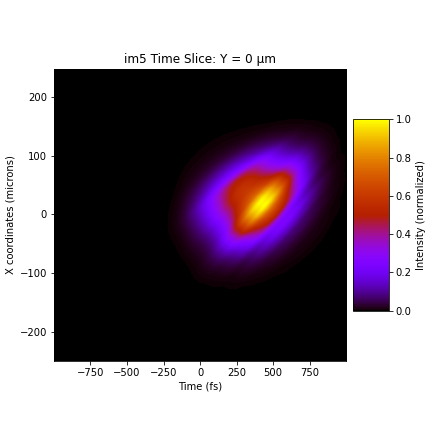 im5 Time Slice: Y = 0 μm
X coordinates (microns)
200
100
0
−100
−200
−750 −500 −250 0 250 500 750
Time (fs)
1.0
0.8
0.6
0.4
0.2
0.0
Intensity (normalized)